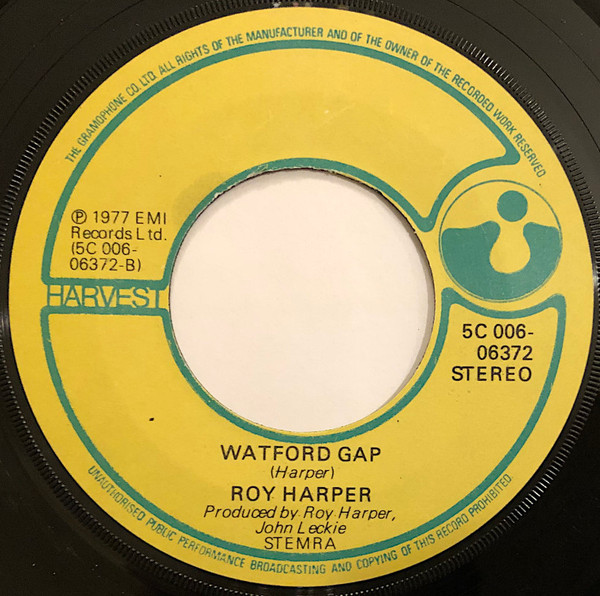 THE GRAMOPHONE CO. LTD. ALL RIGHTS OF THE MANUFACTURER AND OF THE OWNER OF THE RECORDED WORK RESERVED
℗ 1977 EMI
Records Ltd.
(5C 006-
06372-B)
HARVEST
5C 006-
06372
STEREO
WATFORD GAP
(Harper)
ROY HARPER
Produced by Roy Harper,
John Leckie
STEMRA
UNAUTHORISED PUBLIC PERFORMANCE BROADCASTING AND COPYING OF THIS RECORD PROHIBITED